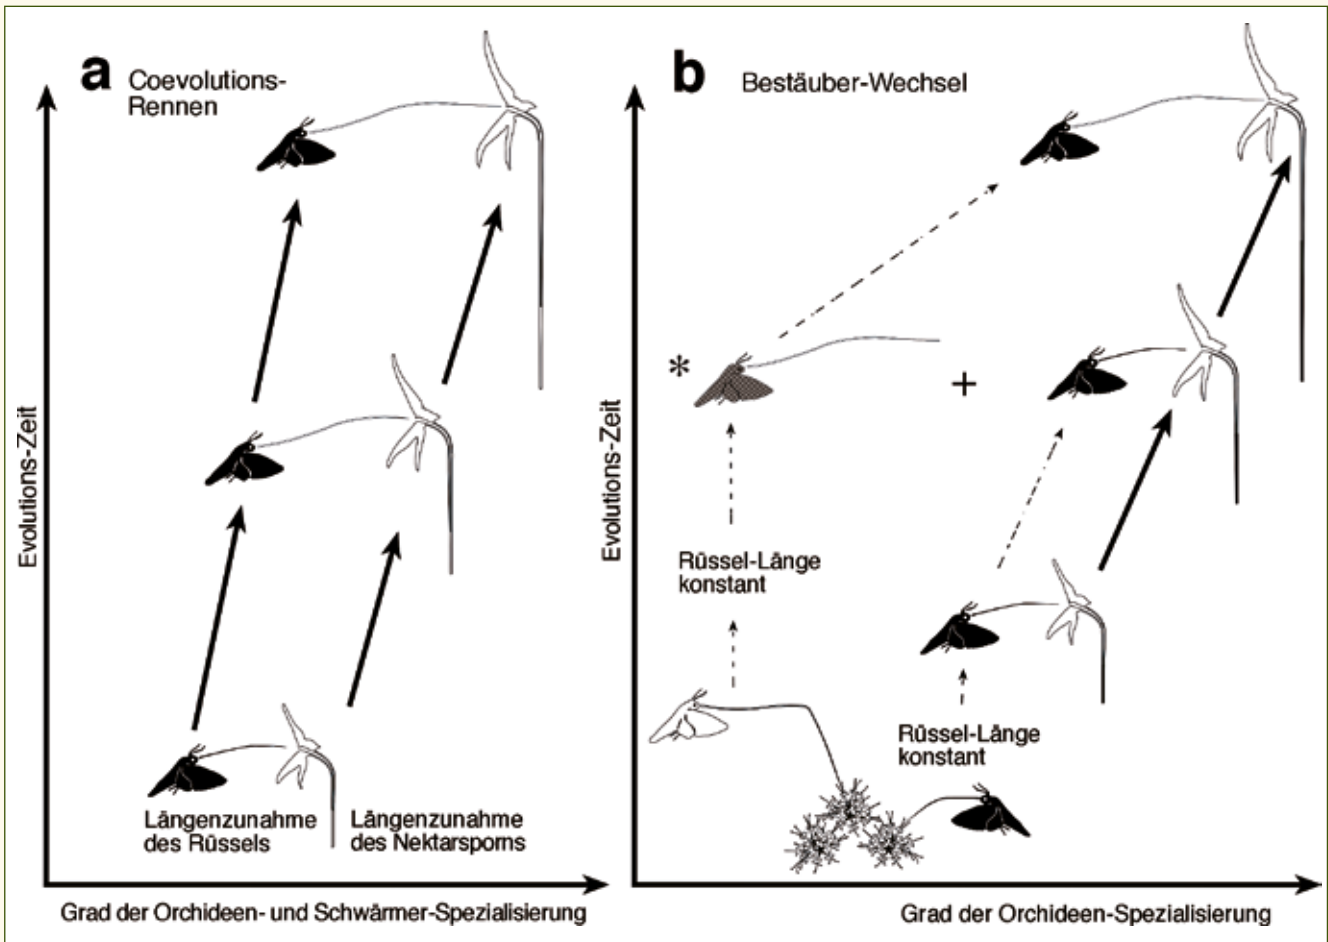 a Coevolutions-
Rennen
Evolutions-Zeit
Längenzunahme
des Rüssels
Längenzunahme
des Nektarsporns
Grad der Orchideen- und Schwärmer-Spezialisierung
b Bestäuber-Wechsel
Evolutions-Zeit
*
+
Rüssel-Länge
konstant
Rüssel-Länge
konstant
Grad der Orchideen-Spezialisierung